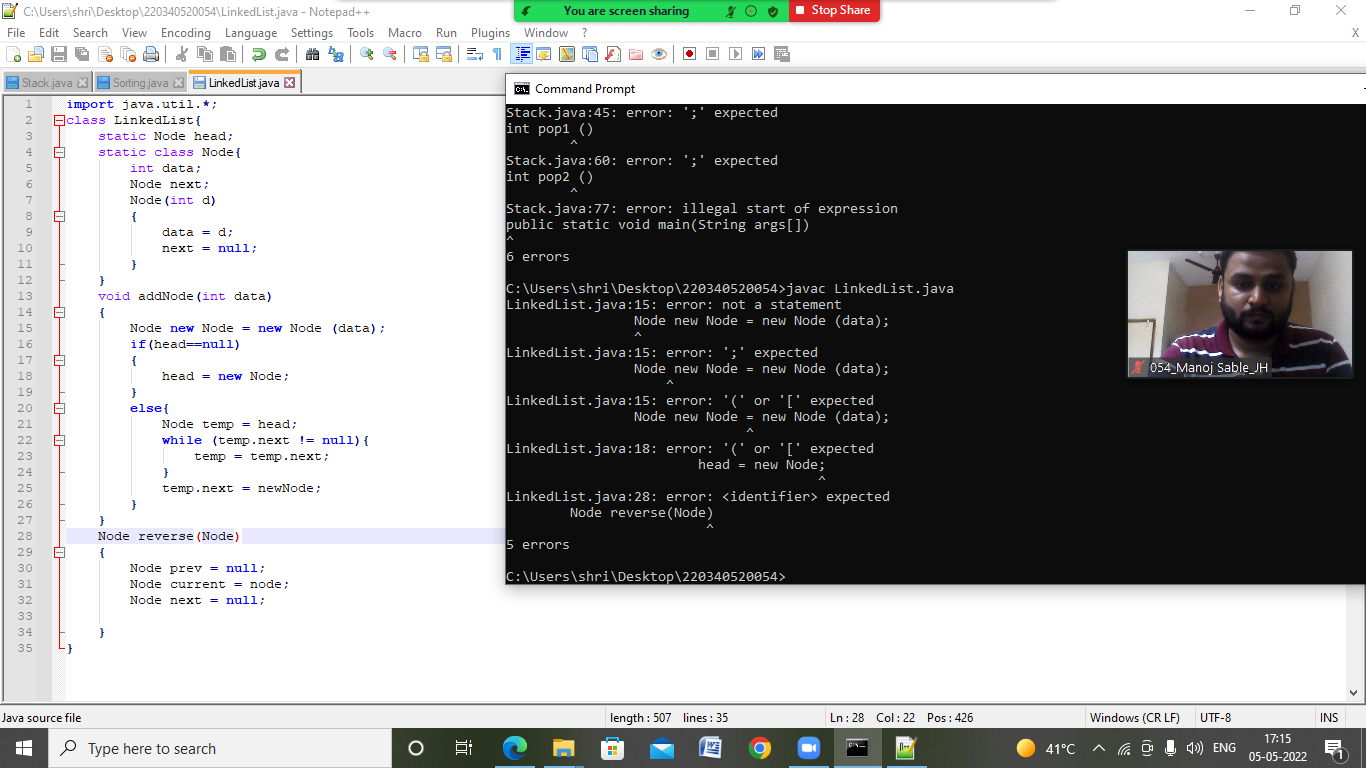 C:\Users\shri\Desktop\220340520054\LinkedList.java - Notepad++
You are screen sharing
Stop Share
File Edit Search View Encoding Language Settings Tools Macro Run Plugins Window ? X
Stack.java Sorting.java LinkedList.java
1 import java.util.*;
2 class LinkedList{
3 static Node head;
4 static class Node{
5 int data;
6 Node next;
7 Node(int d)
8 {
9 data = d;
10 next = null;
11 }
12 }
13 void addNode(int data)
14 {
15 Node new Node = new Node (data);
16 if(head==null)
17 {
18 head = new Node;
19 }
20 else{
21 Node temp = head;
22 while (temp.next != null){
23 temp = temp.next;
24 }
25 temp.next = newNode;
26 }
27 }
28 Node reverse(Node)
29 {
30 Node prev = null;
31 Node current = node;
32 Node next = null;
33
34 }
35 }
Command Prompt
Stack.java:45: error: ';' expected
int pop1 ()
^
Stack.java:60: error: ';' expected
int pop2 ()
^
Stack.java:77: error: illegal start of expression
public static void main(String args[])
^
6 errors
C:\Users\shri\Desktop\220340520054>javac LinkedList.java
LinkedList.java:15: error: not a statement
Node new Node = new Node (data);
^
LinkedList.java:15: error: ';' expected
Node new Node = new Node (data);
^
LinkedList.java:15: error: '(' or '[' expected
Node new Node = new Node (data);
^
LinkedList.java:18: error: '(' or '[' expected
head = new Node;
^
LinkedList.java:28: error: <identifier> expected
Node reverse(Node)
^
5 errors
C:\Users\shri\Desktop\220340520054>
054_Manoj Sable_JH
Java source file length : 507 lines : 35 Ln : 28 Col : 22 Pos : 426 Windows (CR LF) UTF-8 INS
Type here to search
41°C ENG
17:15
05-05-2022
1